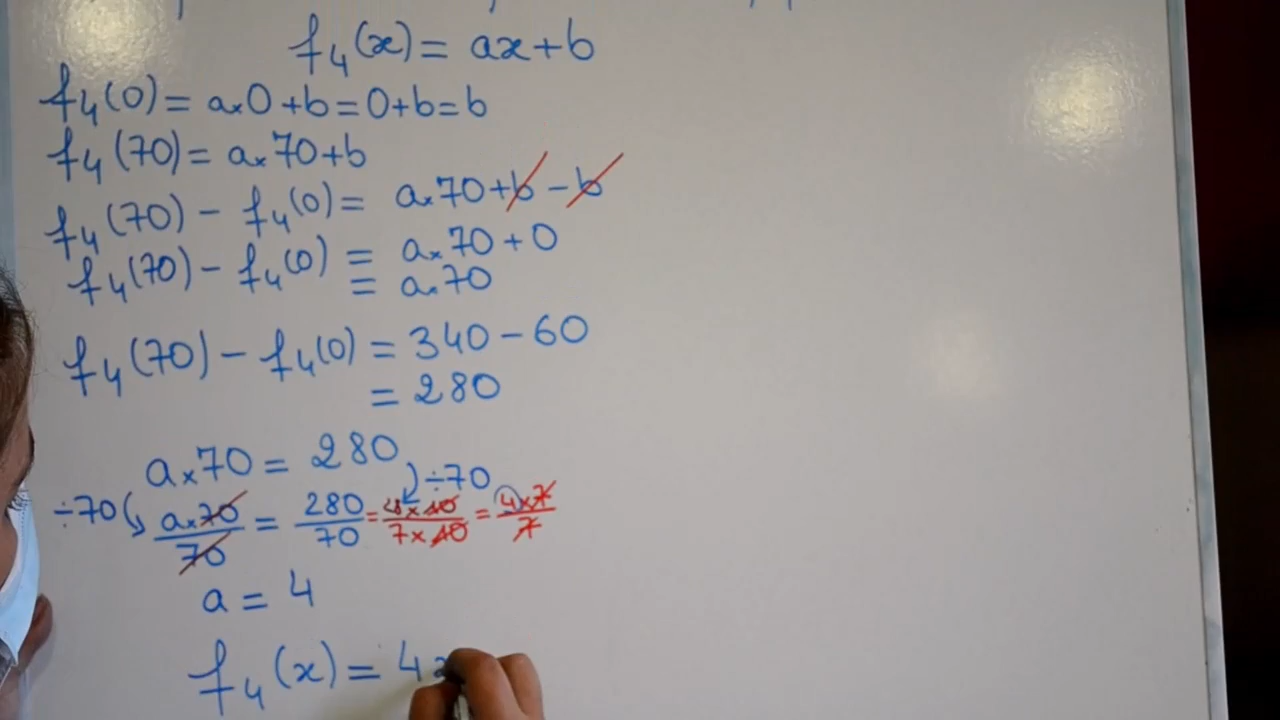 f₄(x) = ax+b
f₄(0) = a×0+b = 0+b = b
f₄(70) = a×70+b
f₄(70) - f₄(0) = a×70+b-b
f₄(70) - f₄(0) = a×70+0
= a×70
f₄(70) - f₄(0) = 340-60
= 280
a×70 = 280
÷70
÷70 a×70/70 = 280/70 = 28×10/7×10 = 4×7/7
a = 4
f₄(x) = 4x